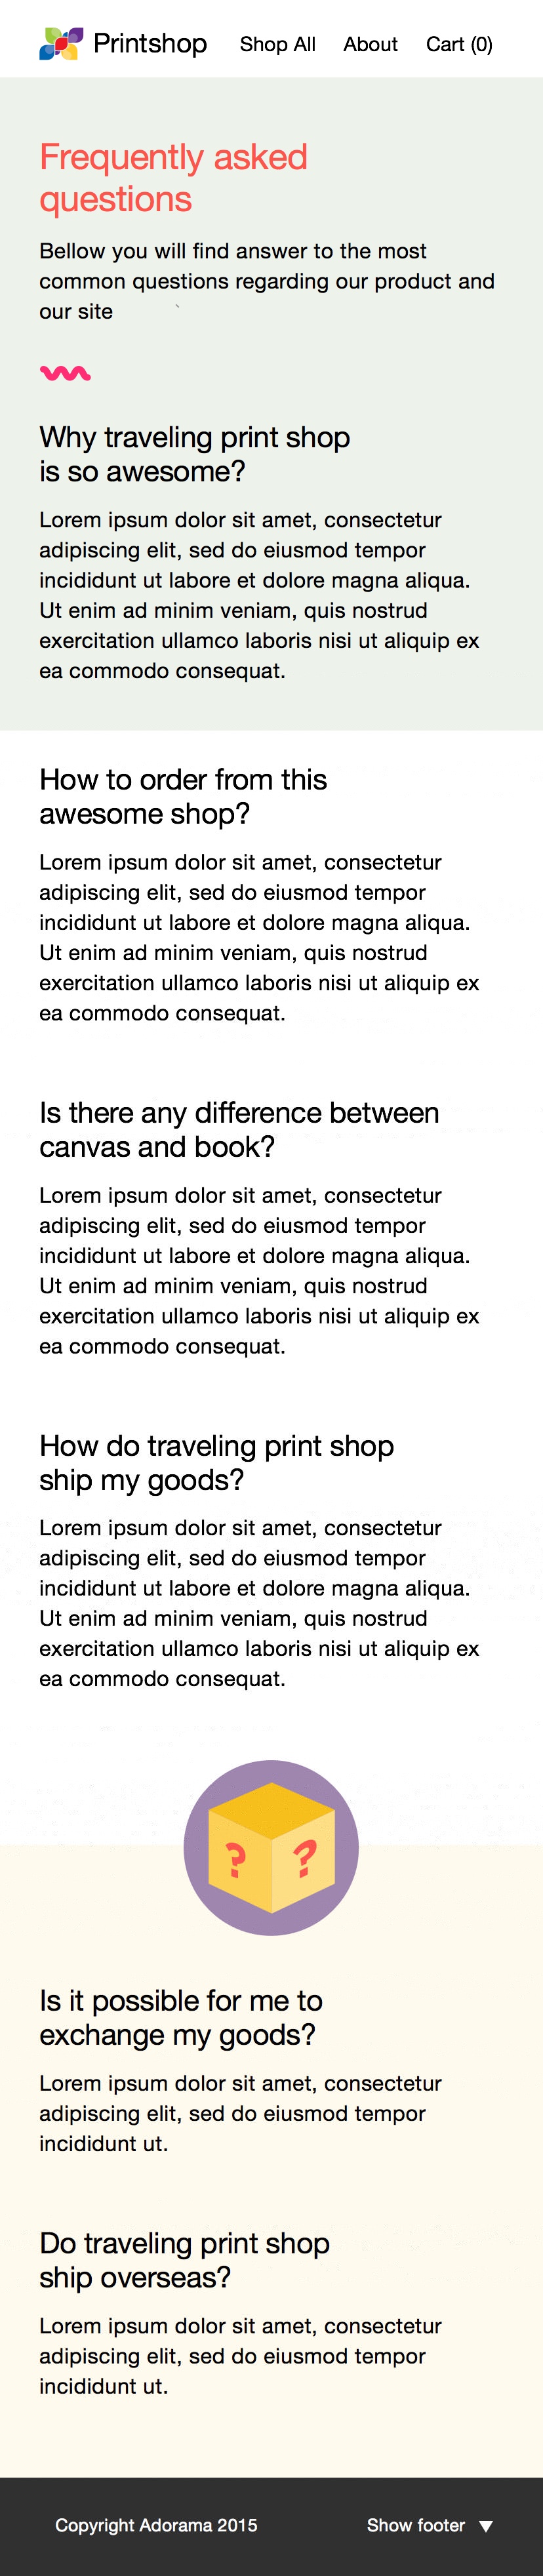 Printshop Shop All About Cart (0)
Frequently asked
questions
Bellow you will find answer to the most
common questions regarding our product and
our site `
Why traveling print shop
is so awesome?
Lorem ipsum dolor sit amet, consectetur
adipiscing elit, sed do eiusmod tempor
incididunt ut labore et dolore magna aliqua.
Ut enim ad minim veniam, quis nostrud
exercitation ullamco laboris nisi ut aliquip ex
ea commodo consequat.
How to order from this
awesome shop?
Lorem ipsum dolor sit amet, consectetur
adipiscing elit, sed do eiusmod tempor
incididunt ut labore et dolore magna aliqua.
Ut enim ad minim veniam, quis nostrud
exercitation ullamco laboris nisi ut aliquip ex
ea commodo consequat.
Is there any difference between
canvas and book?
Lorem ipsum dolor sit amet, consectetur
adipiscing elit, sed do eiusmod tempor
incididunt ut labore et dolore magna aliqua.
Ut enim ad minim veniam, quis nostrud
exercitation ullamco laboris nisi ut aliquip ex
ea commodo consequat.
How do traveling print shop
ship my goods?
Lorem ipsum dolor sit amet, consectetur
adipiscing elit, sed do eiusmod tempor
incididunt ut labore et dolore magna aliqua.
Ut enim ad minim veniam, quis nostrud
exercitation ullamco laboris nisi ut aliquip ex
ea commodo consequat.
? ?
Is it possible for me to
exchange my goods?
Lorem ipsum dolor sit amet, consectetur
adipiscing elit, sed do eiusmod tempor
incididunt ut.
Do traveling print shop
ship overseas?
Lorem ipsum dolor sit amet, consectetur
adipiscing elit, sed do eiusmod tempor
incididunt ut.
Copyright Adorama 2015 Show footer ▼